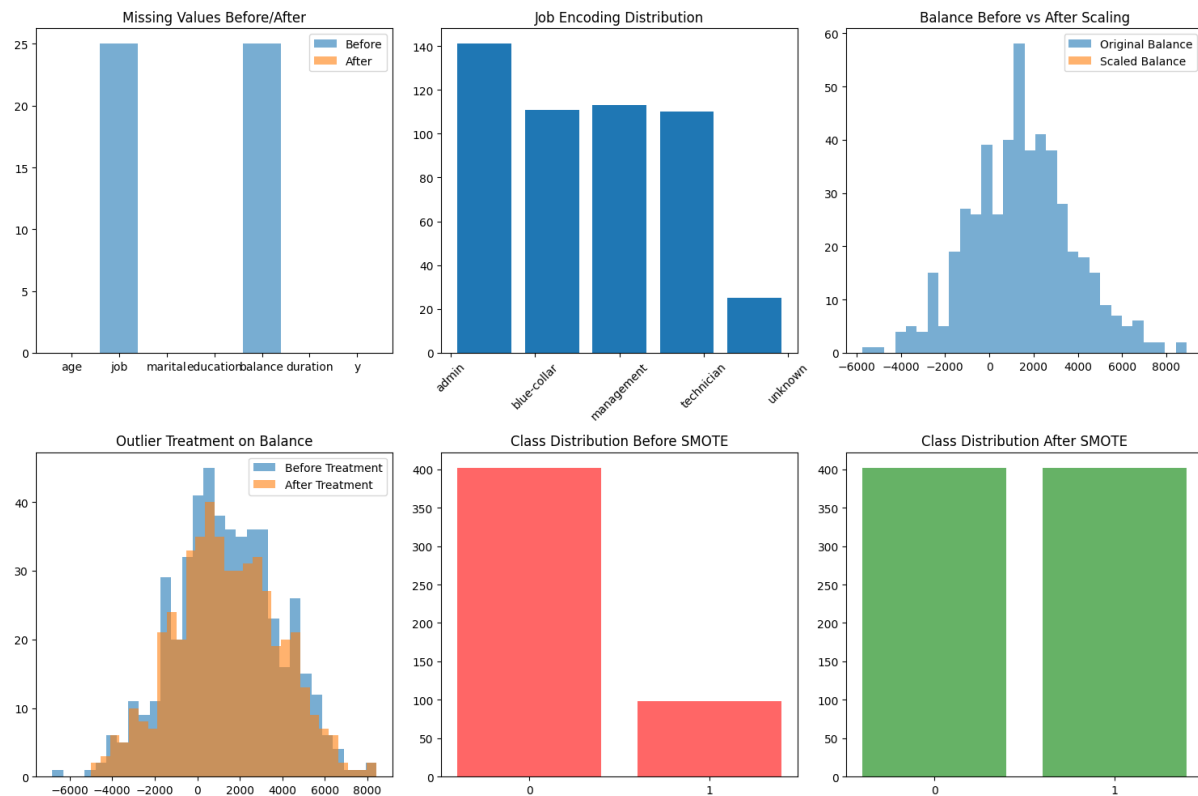 Missing Values Before/After
Before
After
25
20
15
10
5
0
age job marital education balance duration y
Job Encoding Distribution
140
120
100
80
60
40
20
0
admin blue-collar management technician unknown
Balance Before vs After Scaling
Original Balance
Scaled Balance
60
50
40
30
20
10
0
−6000 −4000 −2000 0 2000 4000 6000 8000
Outlier Treatment on Balance
Before Treatment
After Treatment
40
30
20
10
0
−6000 −4000 −2000 0 2000 4000 6000 8000
Class Distribution Before SMOTE
400
350
300
250
200
150
100
50
0
0 1
Class Distribution After SMOTE
400
350
300
250
200
150
100
50
0
0 1